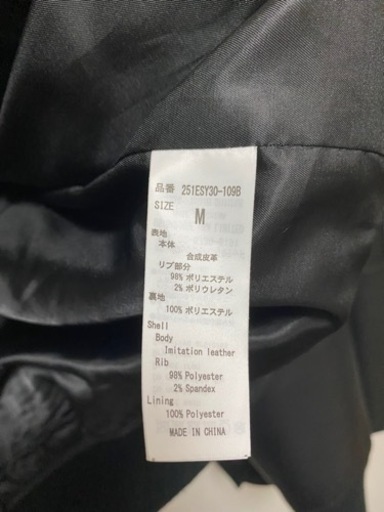 品番 251ESY30-109B
SIZE M
表地
本体
合成皮革
リブ部分
98% ポリエステル
2% ポリウレタン
裏地
100% ポリエステル
Shell
Body
Imitation leather
Rib
98% Polyester
2% Spandex
Lining
100% Polyester
MADE IN CHINA